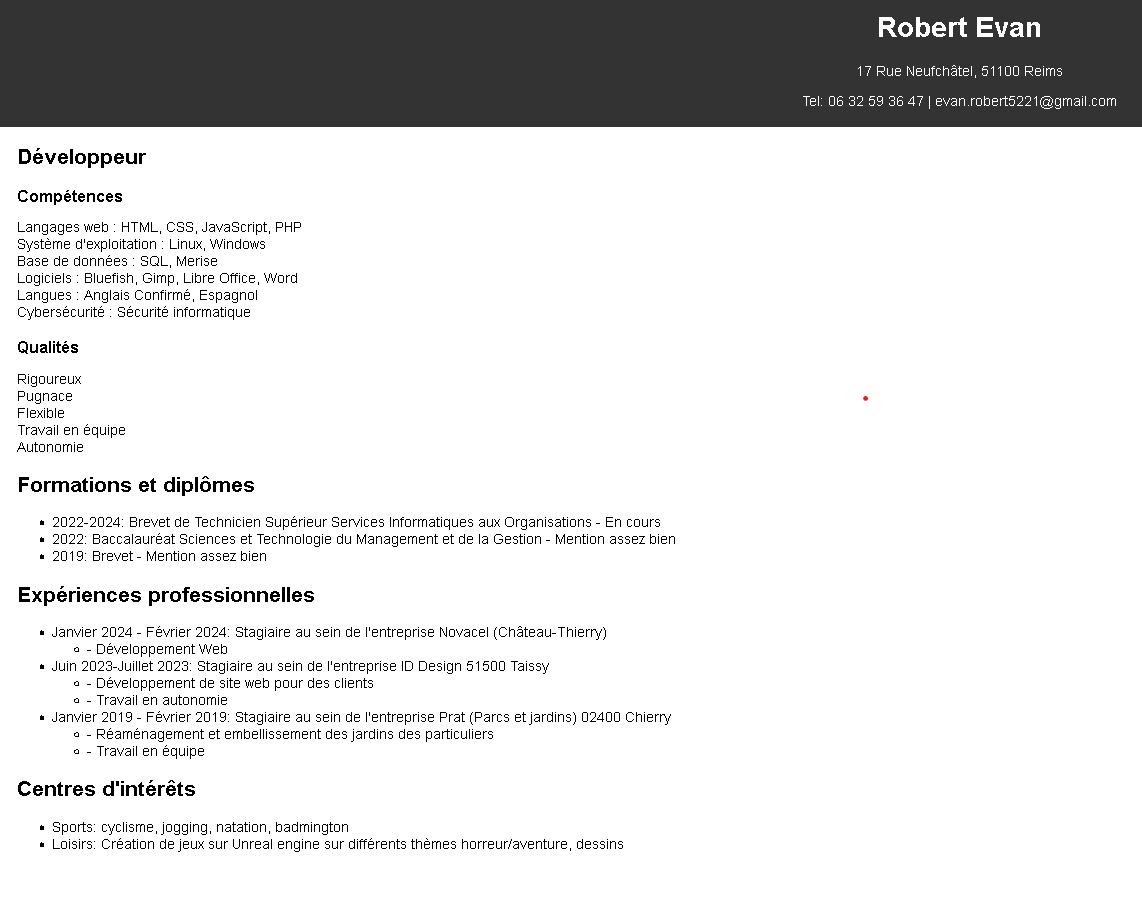 Robert Evan
17 Rue Neufchâtel, 51100 Reims
Tel: 06 32 59 36 47 | evan.robert5221@gmail.com
Développeur
Compétences
Langages web : HTML, CSS, JavaScript, PHP
Système d'exploitation : Linux, Windows
Base de données : SQL, Merise
Logiciels : Bluefish, Gimp, Libre Office, Word
Langues : Anglais Confirmé, Espagnol
Cybersécurité : Sécurité informatique
Qualités
Rigoureux
Pugnace
Flexible
Travail en équipe
Autonomie
Formations et diplômes
• 2022-2024: Brevet de Technicien Supérieur Services Informatiques aux Organisations - En cours
• 2022: Baccalauréat Sciences et Technologie du Management et de la Gestion - Mention assez bien
• 2019: Brevet - Mention assez bien
Expériences professionnelles
• Janvier 2024 - Février 2024: Stagiaire au sein de l'entreprise Novacel (Château-Thierry)
◦ - Développement Web
• Juin 2023-Juillet 2023: Stagiaire au sein de l'entreprise ID Design 51500 Taissy
◦ - Développement de site web pour des clients
◦ - Travail en autonomie
• Janvier 2019 - Février 2019: Stagiaire au sein de l'entreprise Prat (Parcs et jardins) 02400 Chierry
◦ - Réaménagement et embellissement des jardins des particuliers
◦ - Travail en équipe
Centres d'intérêts
• Sports: cyclisme, jogging, natation, badmington
• Loisirs: Création de jeux sur Unreal engine sur différents thèmes horreur/aventure, dessins